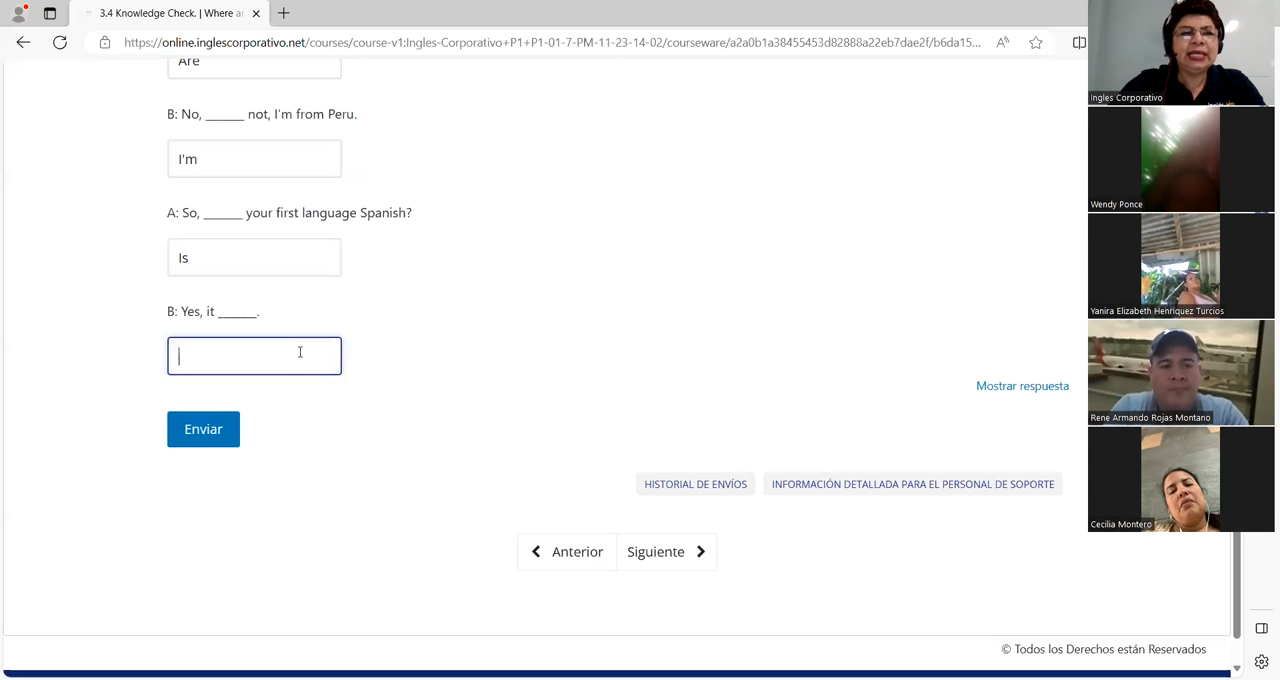 3.4 Knowledge Check. | Where ar
https://online.inglescorporativo.net/courses/course-v1:Ingles-Corporativo+P1+P1-01-7-PM-11-23-14-02/courseware/a2a0b1a38455453d82888a22eb7dae2f/b6da15...
Are
B: No, ______ not, I'm from Peru.
I'm
A: So, ______ your first language Spanish?
Is
B: Yes, it ______.
Mostrar respuesta
Enviar
HISTORIAL DE ENVÍOS
INFORMACIÓN DETALLADA PARA EL PERSONAL DE SOPORTE
Anterior
Siguiente
© Todos los Derechos están Reservados
Ingles Corporativo
Wendy Ponce
Yanira Elizabeth Henriquez Turcios
Rene Armando Rojas Montano
Cecilia Montero